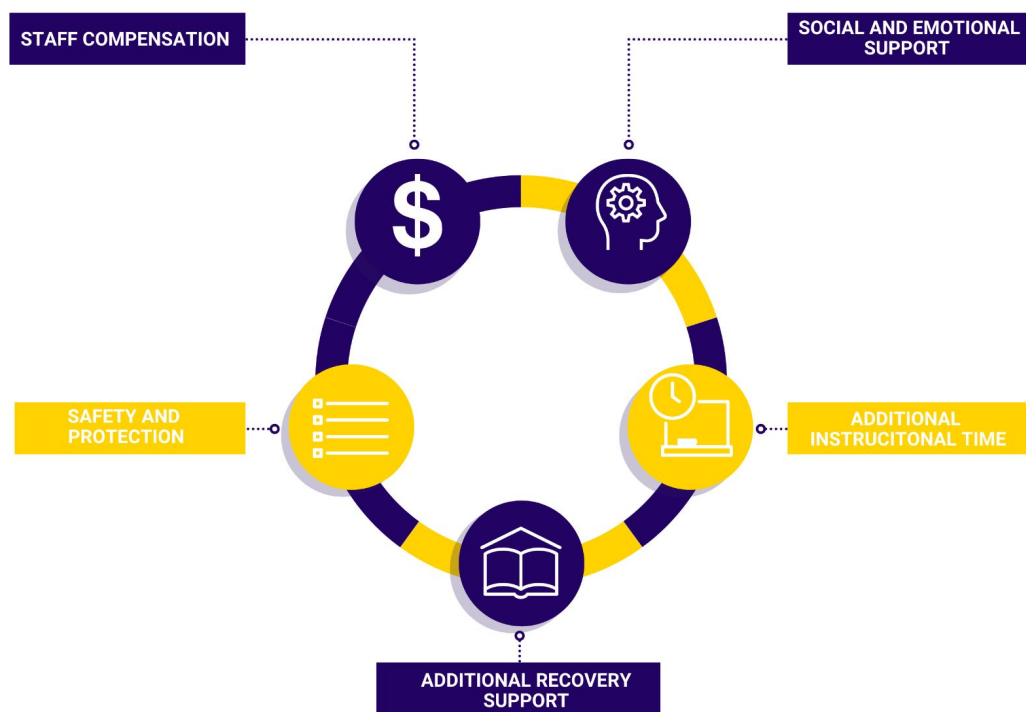 STAFF COMPENSATION
SOCIAL AND EMOTIONAL
SUPPORT
$
SAFETY AND
PROTECTION
ADDITIONAL
INSTRUCITONAL TIME
ADDITIONAL RECOVERY
SUPPORT